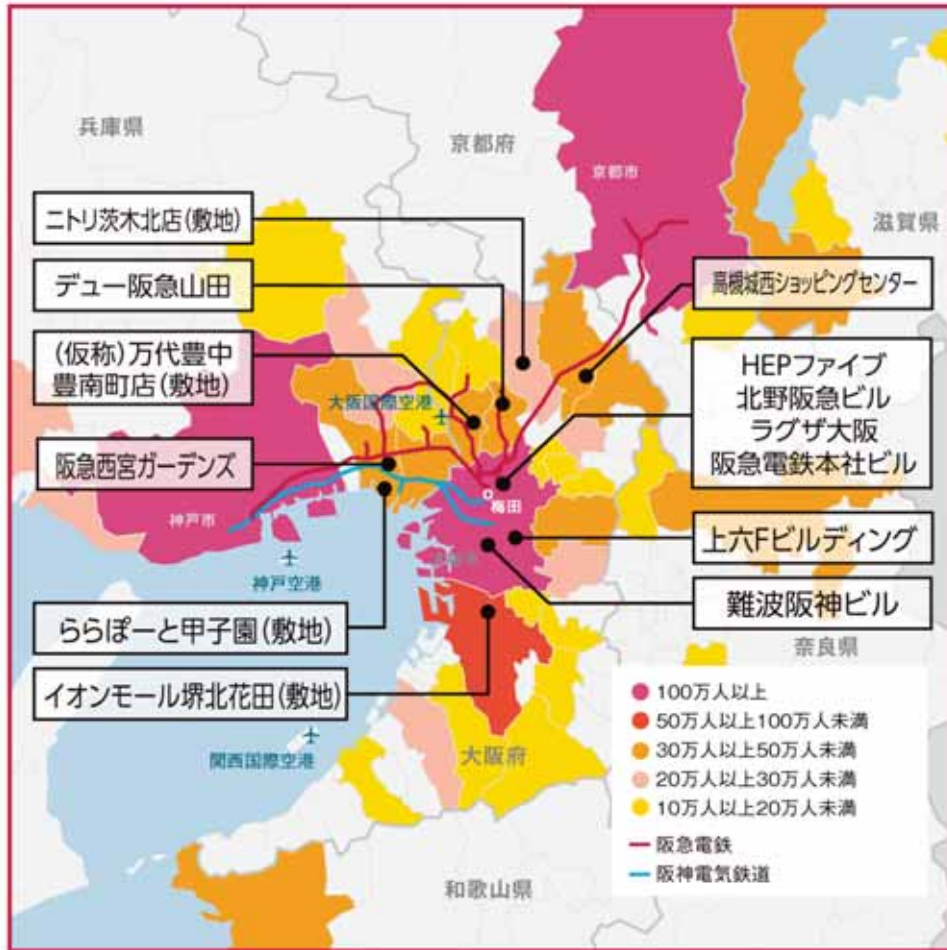 兵庫県
京都府
京都市
滋賀県
ニトリ茨木北店(敷地)
デュー阪急山田
高槻城西ショッピングセンター
(仮称)万代豊中
豊南町店(敷地)
大阪国際空港
HEPファイブ
北野阪急ビル
ラグザ大阪
阪急電鉄本社ビル
阪急西宮ガーデンズ
梅田
神戸市
上六Fビルディング
神戸空港
難波阪神ビル
ららぽーと甲子園(敷地)
奈良県
イオンモール堺北花田(敷地)
関西国際空港
大阪府
和歌山県
100万人以上
50万人以上100万人未満
30万人以上50万人未満
20万人以上30万人未満
10万人以上20万人未満
阪急電鉄
阪神電気鉄道